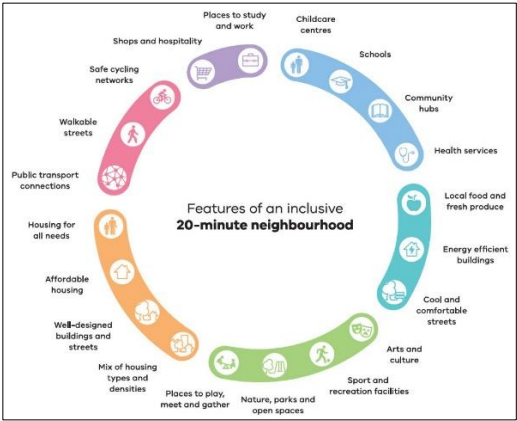 Places to study
and work
Childcare
centres
Schools
Community
hubs
Health services
Local food and
fresh produce
Energy efficient
buildings
Cool and
comfortable
streets
Arts and
culture
Sport and
recreation facilities
Nature, parks and
open spaces
Places to play,
meet and gather
Mix of housing
types and
densities
Well-designed
buildings and
streets
Affordable
housing
Housing for
all needs
Public transport
connections
Walkable
streets
Safe cycling
networks
Shops and hospitality
Features of an inclusive
20-minute neighbourhood